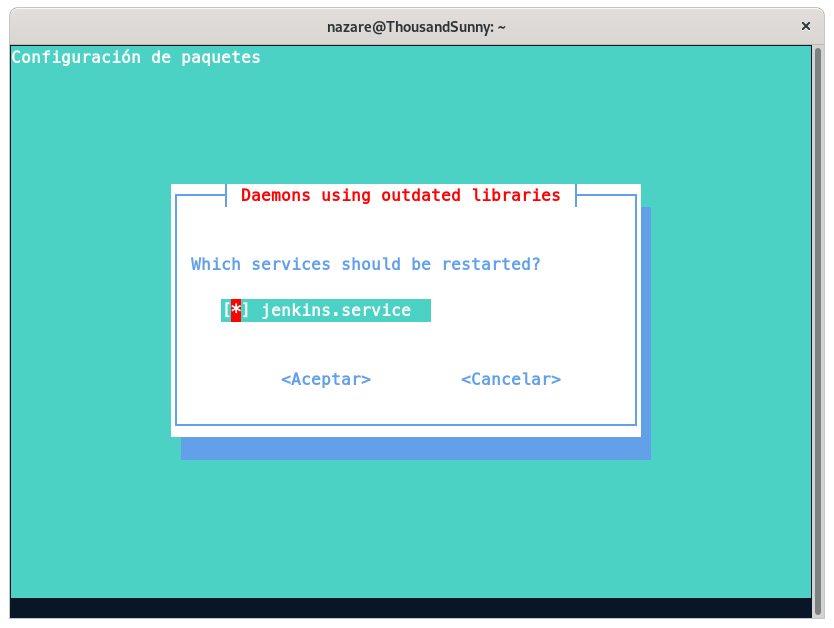 nazare@ThousandSunny: ~
×
Configuración de paquetes
Daemons using outdated libraries
Which services should be restarted?
[*] jenkins.service
<Aceptar> <Cancelar>